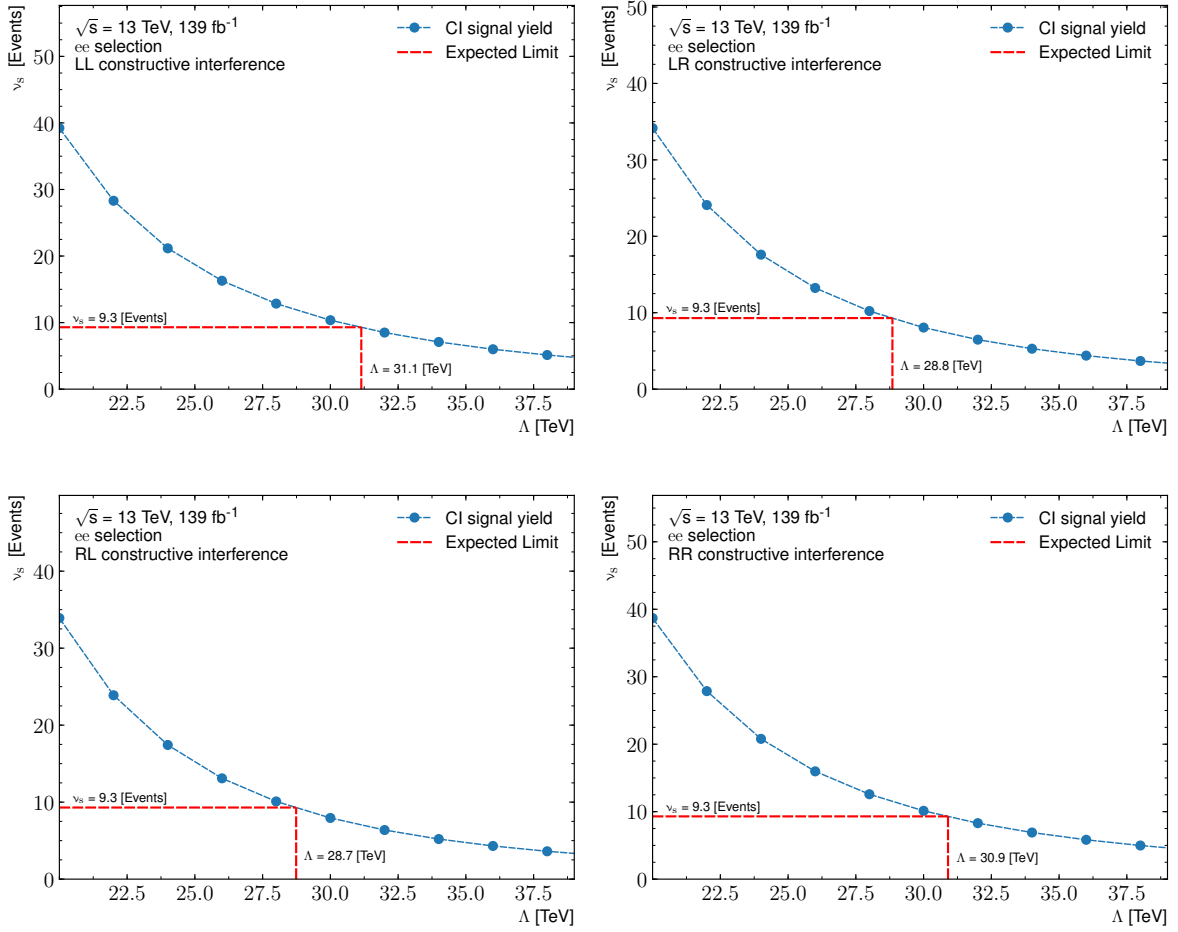 √s = 13 TeV, 139 fb⁻¹
ee selection
LL constructive interference
CI signal yield
Expected Limit
νₛ [Events]
50
40
30
20
10
0
νₛ = 9.3 [Events]
Λ = 31.1 [TeV]
22.5 25.0 27.5 30.0 32.5 35.0 37.5
Λ [TeV]
√s = 13 TeV, 139 fb⁻¹
ee selection
LR constructive interference
CI signal yield
Expected Limit
νₛ [Events]
50
40
30
20
10
0
νₛ = 9.3 [Events]
Λ = 28.8 [TeV]
22.5 25.0 27.5 30.0 32.5 35.0 37.5
Λ [TeV]
√s = 13 TeV, 139 fb⁻¹
ee selection
RL constructive interference
CI signal yield
Expected Limit
νₛ [Events]
40
30
20
10
0
νₛ = 9.3 [Events]
Λ = 28.7 [TeV]
22.5 25.0 27.5 30.0 32.5 35.0 37.5
Λ [TeV]
√s = 13 TeV, 139 fb⁻¹
ee selection
RR constructive interference
CI signal yield
Expected Limit
νₛ [Events]
50
40
30
20
10
0
νₛ = 9.3 [Events]
Λ = 30.9 [TeV]
22.5 25.0 27.5 30.0 32.5 35.0 37.5
Λ [TeV]